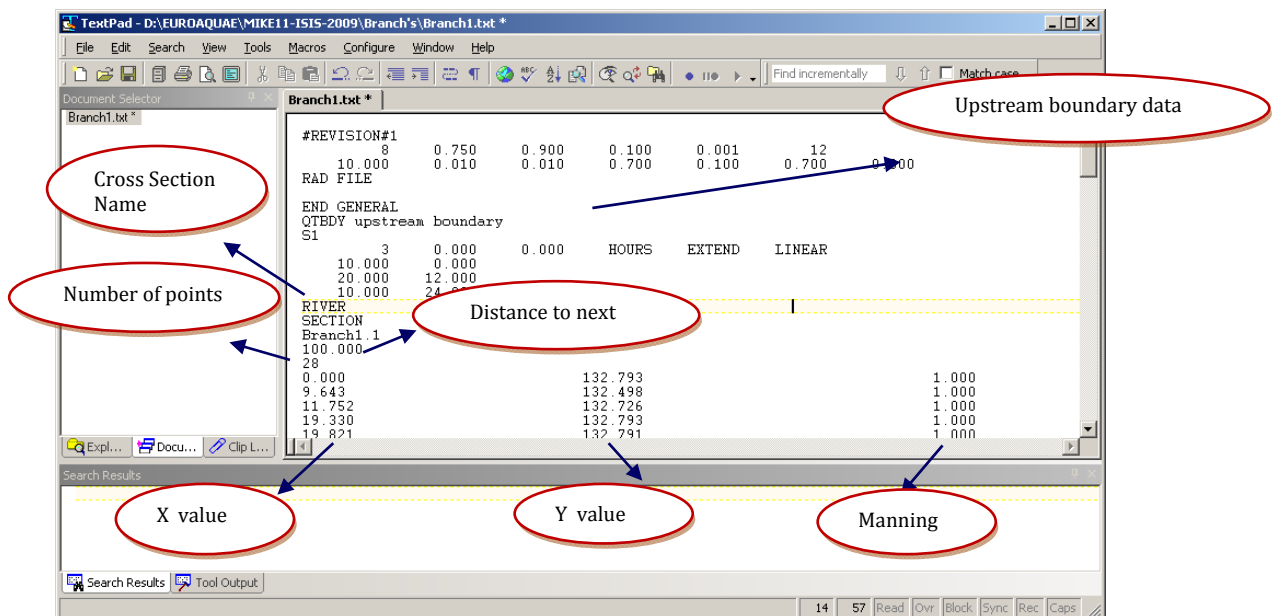 TextPad - D:\EUROAQUAE\MIKE11-ISIS-2009\Branch's\Branch1.txt *
File Edit Search View Tools Macros Configure Window Help
Find incrementally Match case
Document Selector
Branch1.txt *
Branch1.txt *
Upstream boundary data
Cross Section
Name
Number of points
Distance to next
#REVISION#1
8 0.750 0.900 0.100 0.001 12
10.000 0.010 0.010 0.700 0.100 0.700
RAD FILE
END GENERAL
QTBDY upstream boundary
S1
3 0.000 0.000 HOURS EXTEND LINEAR
10.000 0.000
20.000 12.000
10.000
RIVER
SECTION
Branch1.1
100.000
28
0.000 132.793 1.000
9.643 132.498 1.000
11.752 132.726 1.000
19.330 132.793 1.000
19.821 132.791 1.000
Expl... Docu... Clip L...
Search Results
X value
Y value
Manning
Search Results Tool Output
14 57 Read Ovr Block Sync Rec Caps